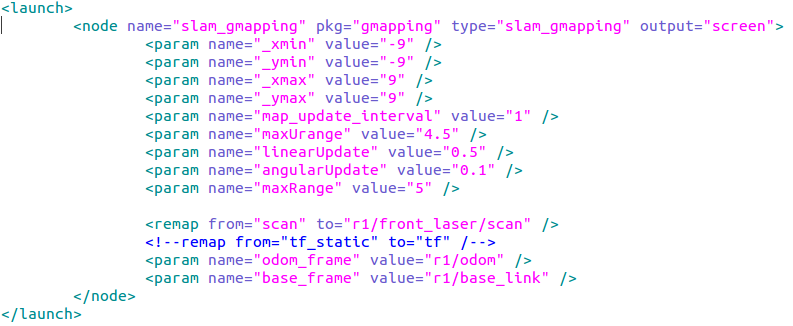 <launch>
<node name="slam_gmapping" pkg="gmapping" type="slam_gmapping" output="screen">
<param name="_xmin" value="-9" />
<param name="_ymin" value="-9" />
<param name="_xmax" value="9" />
<param name="_ymax" value="9" />
<param name="map_update_interval" value="1" />
<param name="maxUrange" value="4.5" />
<param name="linearUpdate" value="0.5" />
<param name="angularUpdate" value="0.1" />
<param name="maxRange" value="5" />
<remap from="scan" to="r1/front_laser/scan" />
<!--remap from="tf_static" to="tf" /-->
<param name="odom_frame" value="r1/odom" />
<param name="base_frame" value="r1/base_link" />
</node>
</launch>